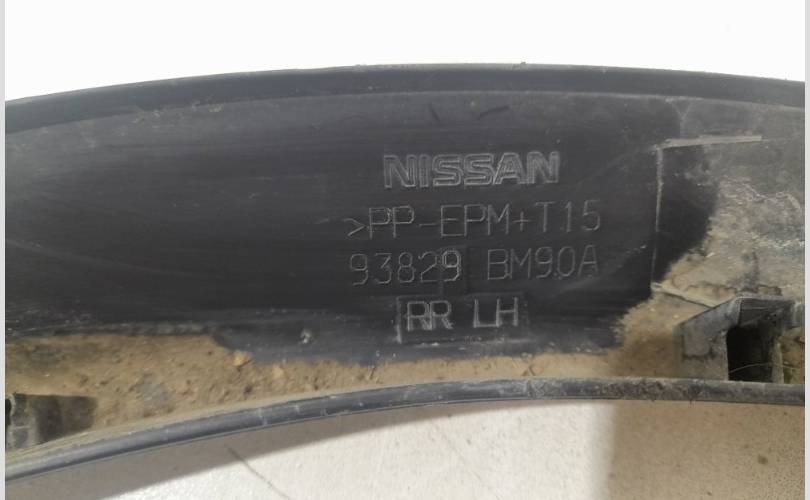 NISSAN
>PP-EPM+T15
93829 BM90A
RR LH